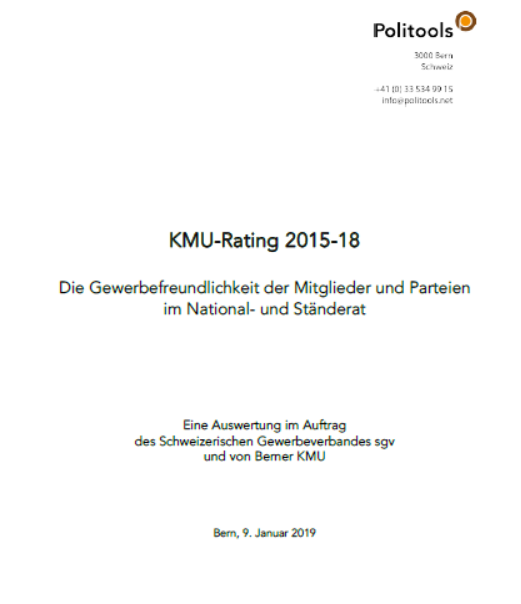 Politools
3000 Bern
Schweiz
+41 (0) 33 534 99 15
info@politools.net
KMU-Rating 2015-18
Die Gewerbefreundlichkeit der Mitglieder und Parteien
im National- und Ständerat
Eine Auswertung im Auftrag
des Schweizerischen Gewerbeverbandes sgv
und von Berner KMU
Bern, 9. Januar 2019